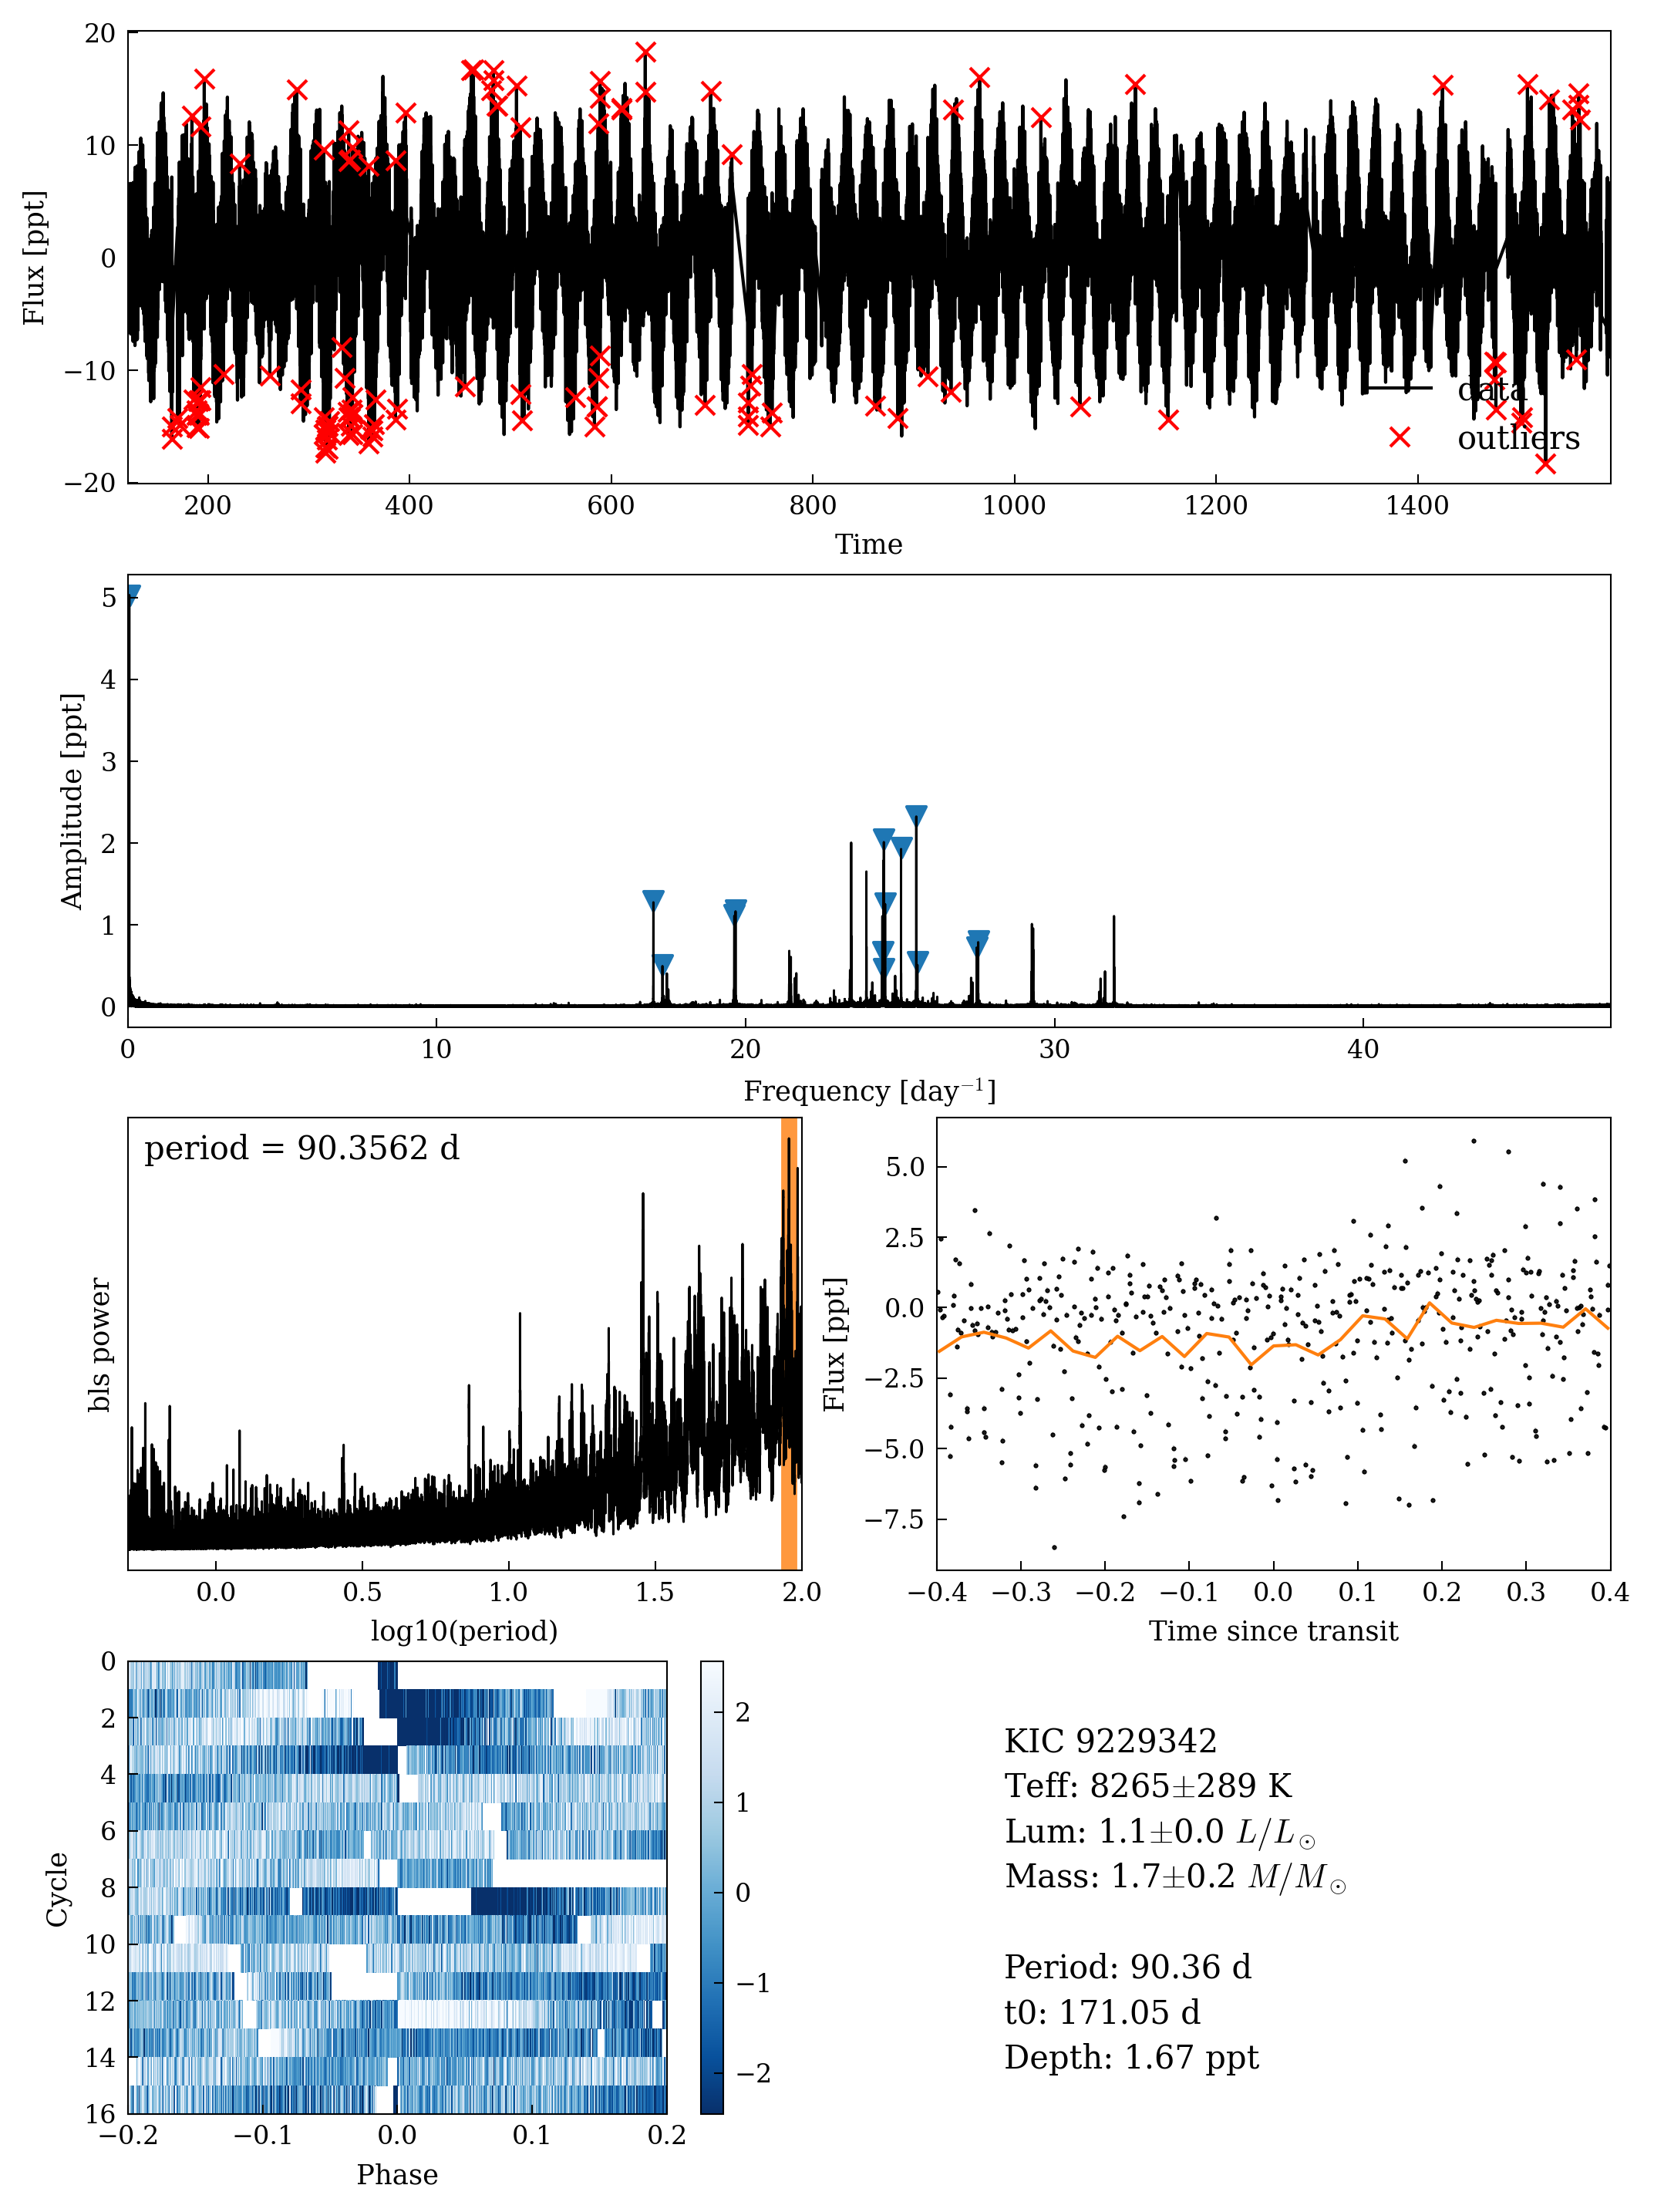 20
10
0
−10
−20
Flux [ppt]
data
outliers
200 400 600 800 1000 1200 1400
Time
5
4
3
2
1
0
Amplitude [ppt]
0 10 20 30 40
Frequency [day⁻¹]
period = 90.3562 d
bls power
0.0 0.5 1.0 1.5 2.0
log10(period)
5.0
2.5
0.0
−2.5
−5.0
−7.5
Flux [ppt]
−0.4 −0.3 −0.2 −0.1 0.0 0.1 0.2 0.3 0.4
Time since transit
0
2
4
6
8
10
12
14
16
Cycle
−0.2 −0.1 0.0 0.1 0.2
Phase
2
1
0
−1
−2
KIC 9229342
Teff: 8265±289 K
Lum: 1.1±0.0 L/L⊙
Mass: 1.7±0.2 M/M⊙
Period: 90.36 d
t0: 171.05 d
Depth: 1.67 ppt